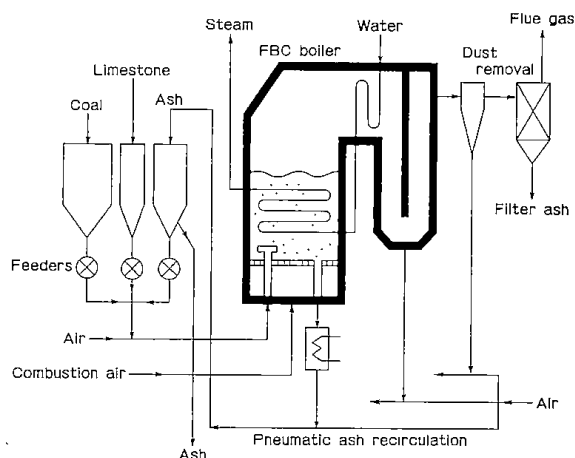 Flue gas
Steam
Water
FBC boiler
Dust
removal
Limestone
Coal
Ash
Filter ash
Feeders
Air
Combustion air
Air
Pneumatic ash recirculation
Ash